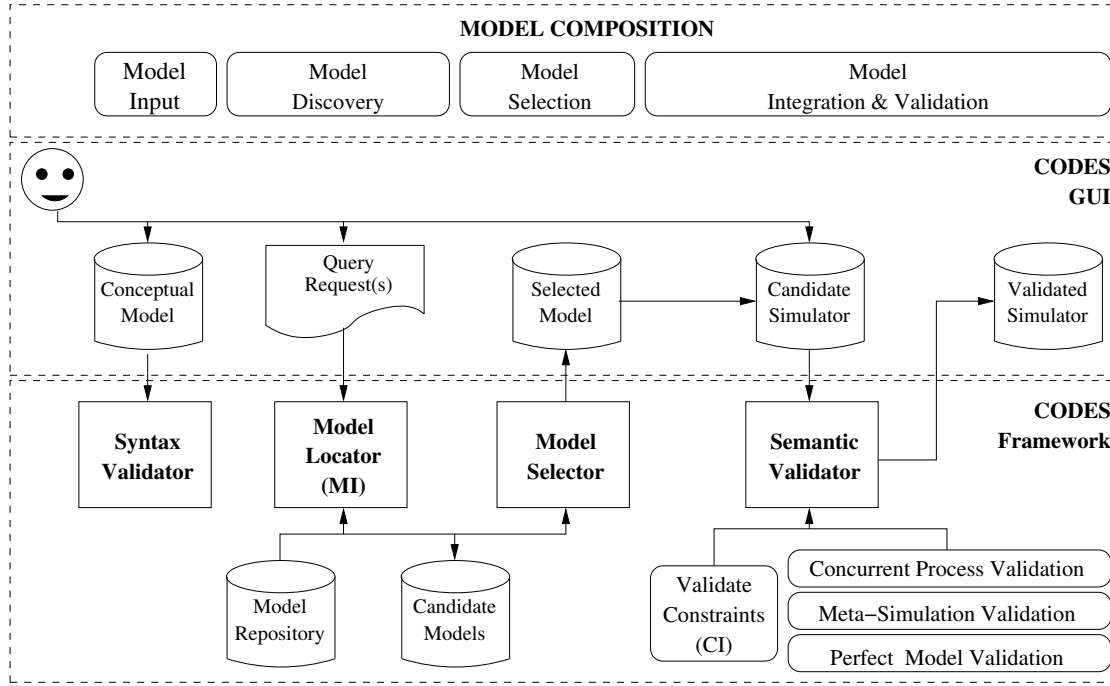 MODEL COMPOSITION
Model
Input
Model
Discovery
Model
Selection
Model
Integration & Validation
CODES
GUI
Conceptual
Model
Query
Request(s)
Selected
Model
Candidate
Simulator
Validated
Simulator
CODES
Framework
Syntax
Validator
Model
Locator
(MI)
Model
Selector
Semantic
Validator
Model
Repository
Candidate
Models
Validate
Constraints
(CI)
Concurrent Process Validation
Meta−Simulation Validation
Perfect Model Validation